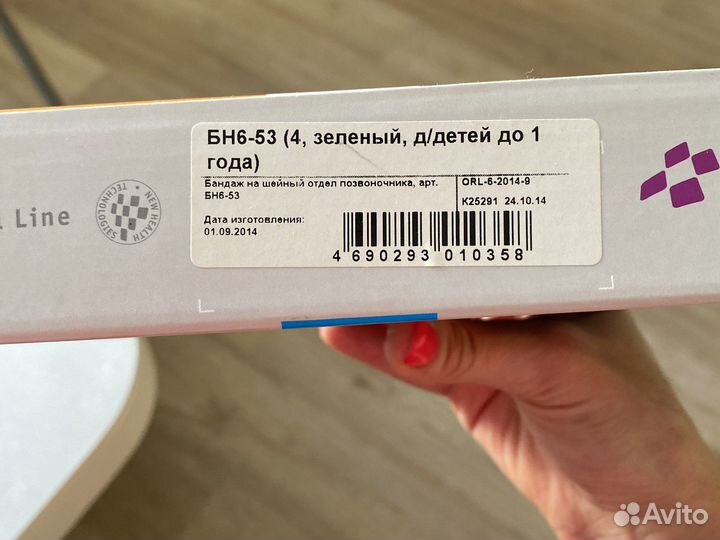 БН6-53 (4, зеленый, д/детей до 1
года)
Бандаж на шейный отдел позвоночника, арт.
БН6-53
ORL-6-2014-9
K25291 24.10.14
Дата изготовления:
01.09.2014
4 690293 010358
Line
NEW HEALTH TECHNOLOGIES
Avito